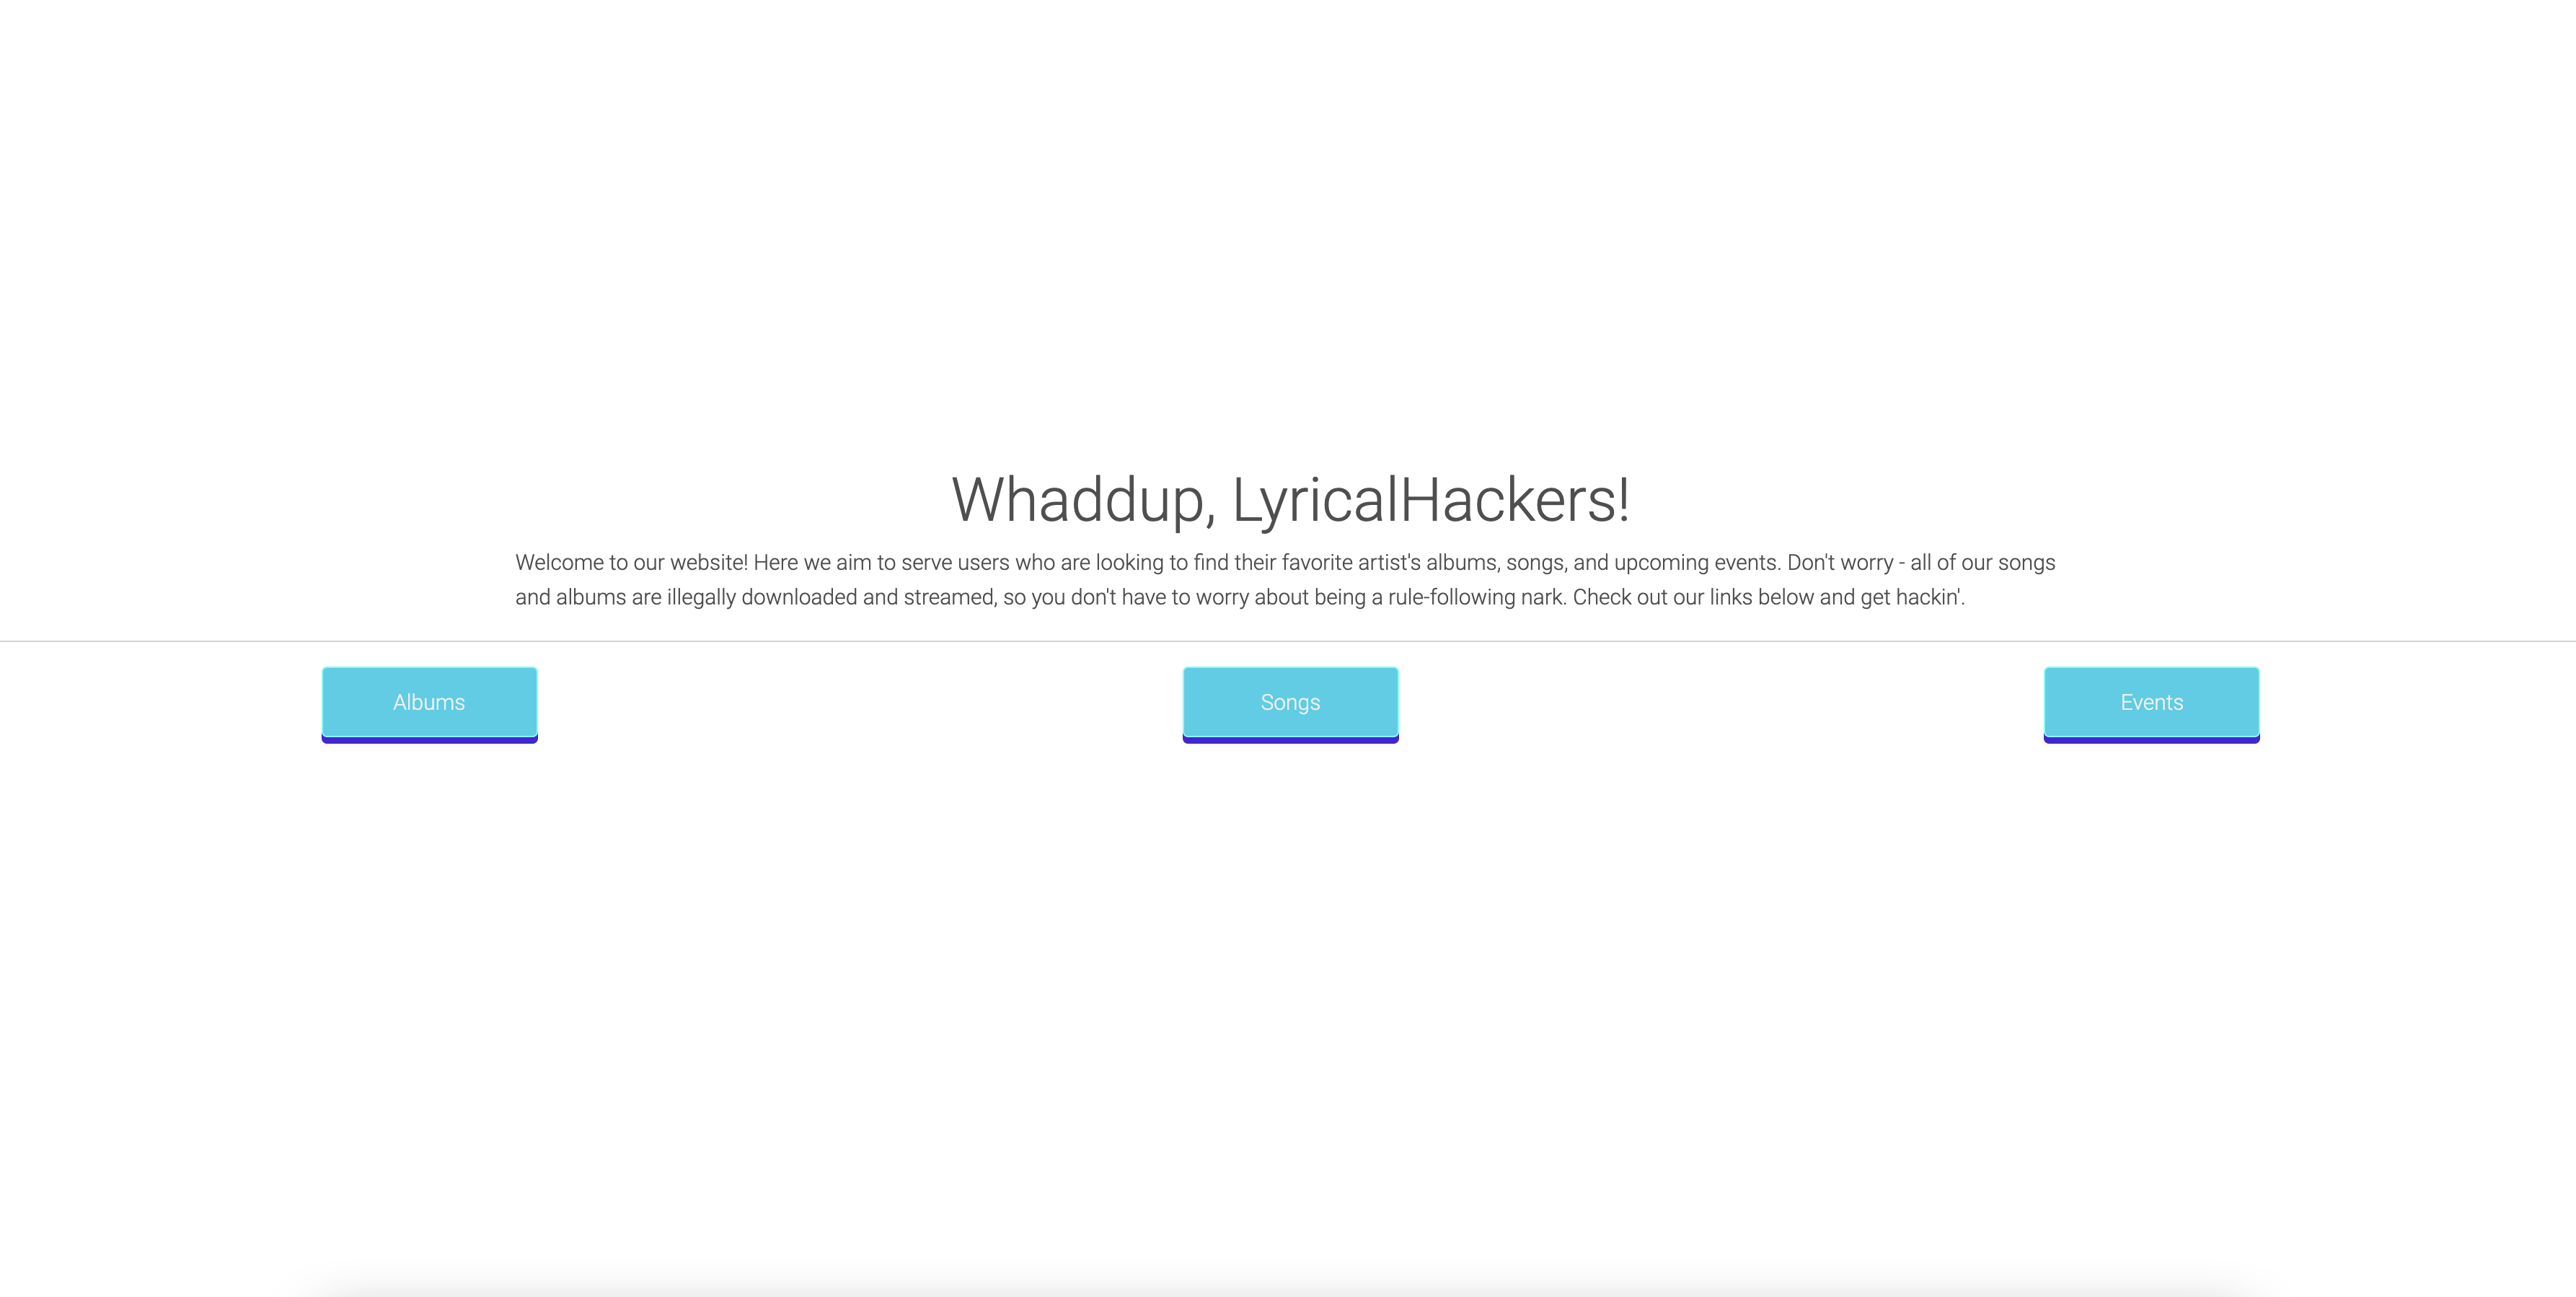 Whaddup, LyricalHackers!
Welcome to our website! Here we aim to serve users who are looking to find their favorite artist's albums, songs, and upcoming events. Don't worry - all of our songs
and albums are illegally downloaded and streamed, so you don't have to worry about being a rule-following nark. Check out our links below and get hackin'.
Albums Songs Events